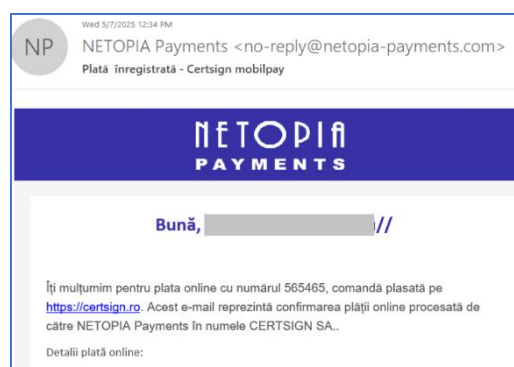 Wed 5/7/2025 12:34 PM
NP
NETOPIA Payments <no-reply@netopia-payments.com>
Plată înregistrată - Certsign mobilpay
NETOPIA
PAYMENTS
Bună, //
Îți mulțumim pentru plata online cu numărul 565465, comandă plasată pe
https://certsign.ro. Acest e-mail reprezintă confirmarea plății online procesată de
către NETOPIA Payments în numele CERTSIGN SA..
Detalii plată online: